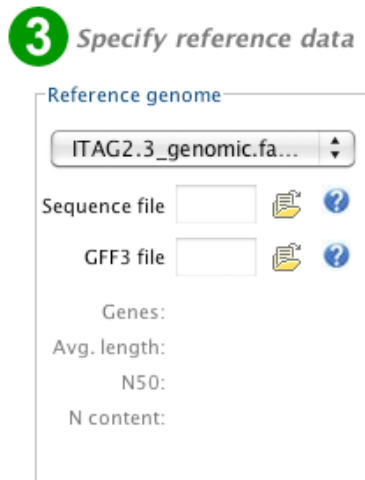 3 Specify reference data
Reference genome
ITAG2.3_genomic.fa...
Sequence file ?
GFF3 file ?
Genes:
Avg. length:
N50:
N content: